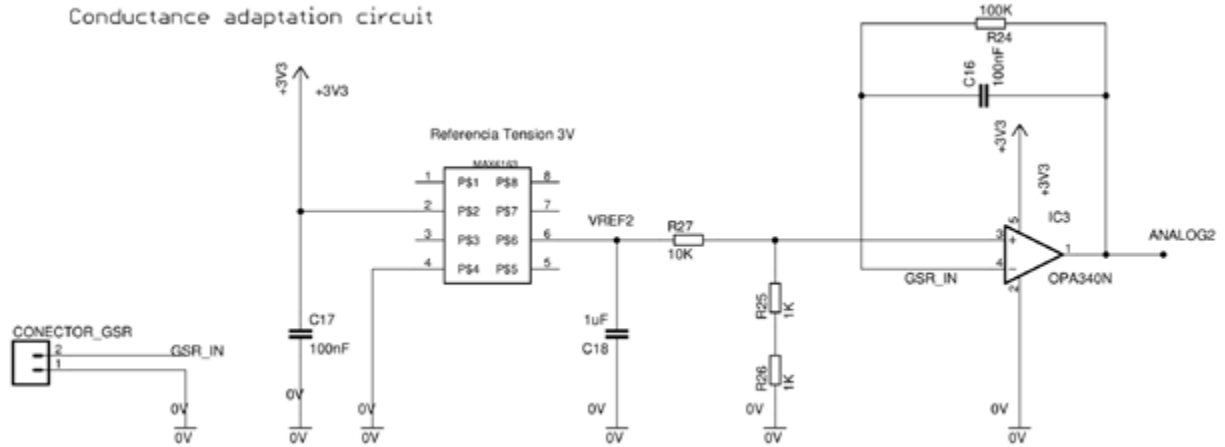 Conductance adaptation circuit
100K
R24
C16
100nF
+3V3
+3V3
Referencia Tension 3V
MAX6163
1 P$1 P$8 8
2 P$2 P$7 7
3 P$3 P$6 6
4 P$4 P$5 5
VREF2
R27
10K
+3V3
+3V3
IC3
5
3
+
1
4
-
2
ANALOG2
GSR_IN
OPA340N
C17
100nF
1uF
C18
R25
1K
R26
1K
CONECTOR_GSR
2
GSR_IN
1
0V
0V
0V
0V
0V
0V
0V
0V
0V
0V
0V
0V